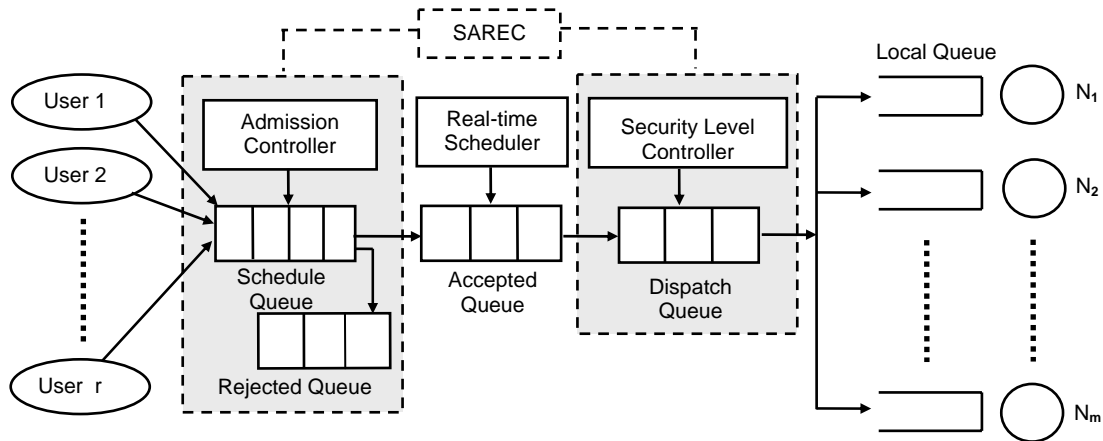 SAREC
Local Queue
User 1
Admission
Controller
Real-time
Scheduler
Security Level
Controller
N1
User 2
N2
Schedule
Queue
Accepted
Queue
Dispatch
Queue
User r
Rejected Queue
Nm